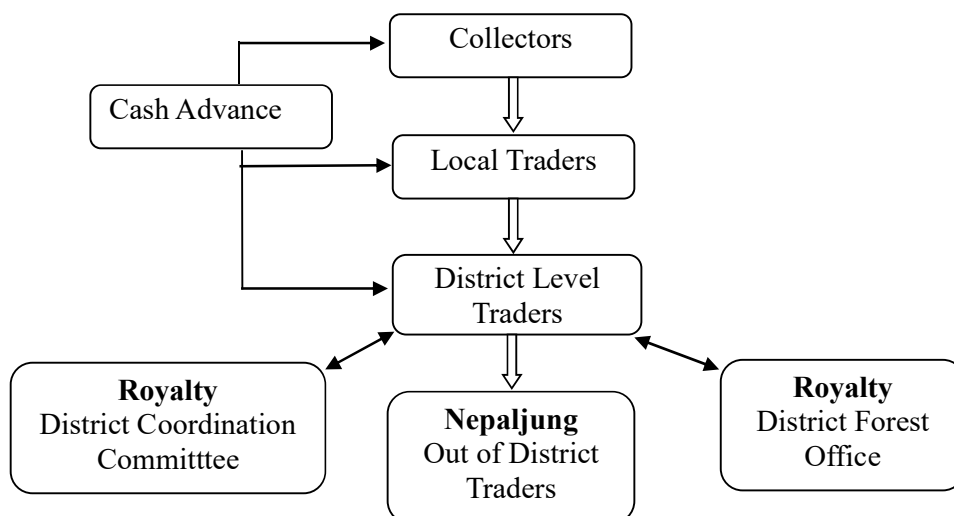 Collectors
Cash Advance
Local Traders
District Level
Traders
Royalty
District Coordination
Committtee
Nepaljung
Out of District
Traders
Royalty
District Forest
Office